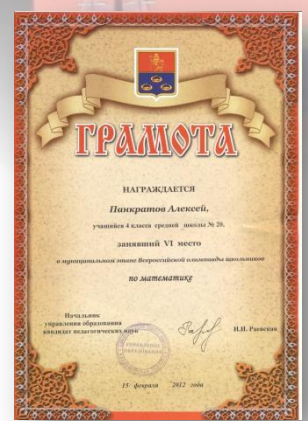 ГРАМОТА
НАГРАЖДАЕТСЯ
Панкратов Алексей,
учащийся 4 класса средней школы № 20,
занявший VI место
в муниципальном этапе Всероссийской олимпиады школьников
по математике
Начальник
управления образования
кандидат педагогических наук
Н.Н. Раевская
15 февраля 2012 года